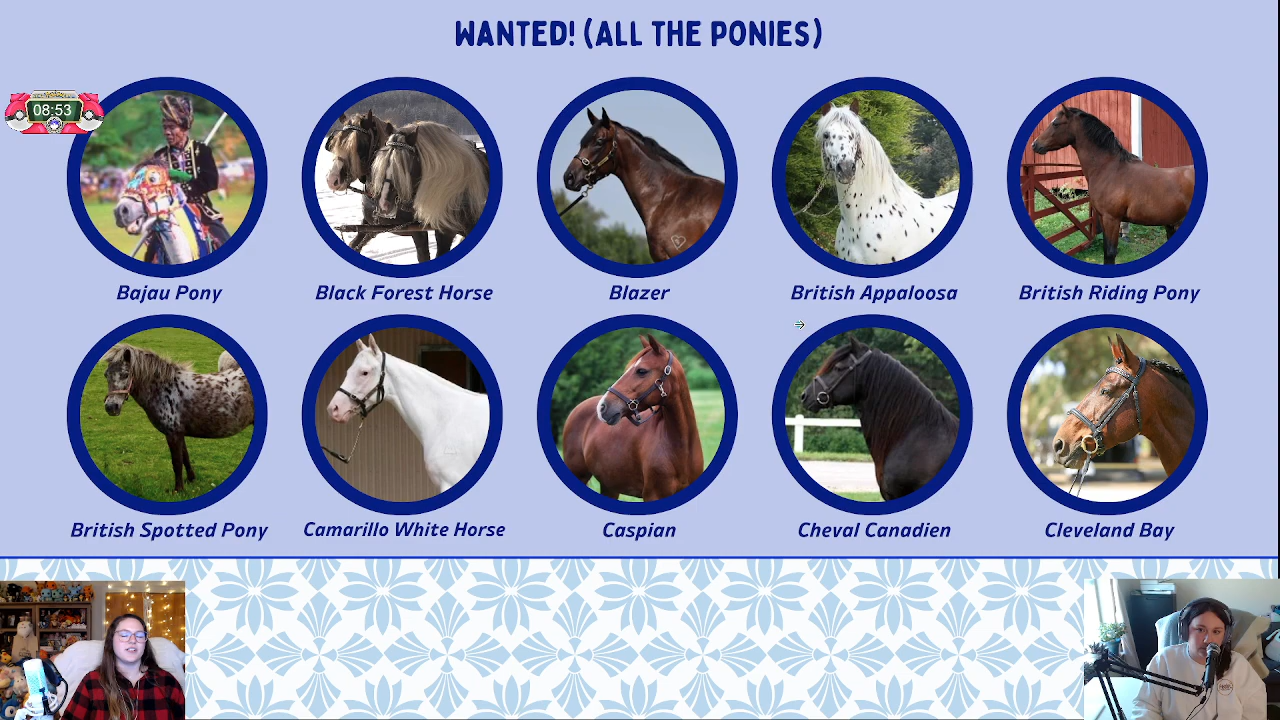 WANTED! (ALL THE PONIES)
08:53
Bajau Pony
Black Forest Horse
Blazer
British Appaloosa
British Riding Pony
British Spotted Pony
Camarillo White Horse
Caspian
Cheval Canadien
Cleveland Bay